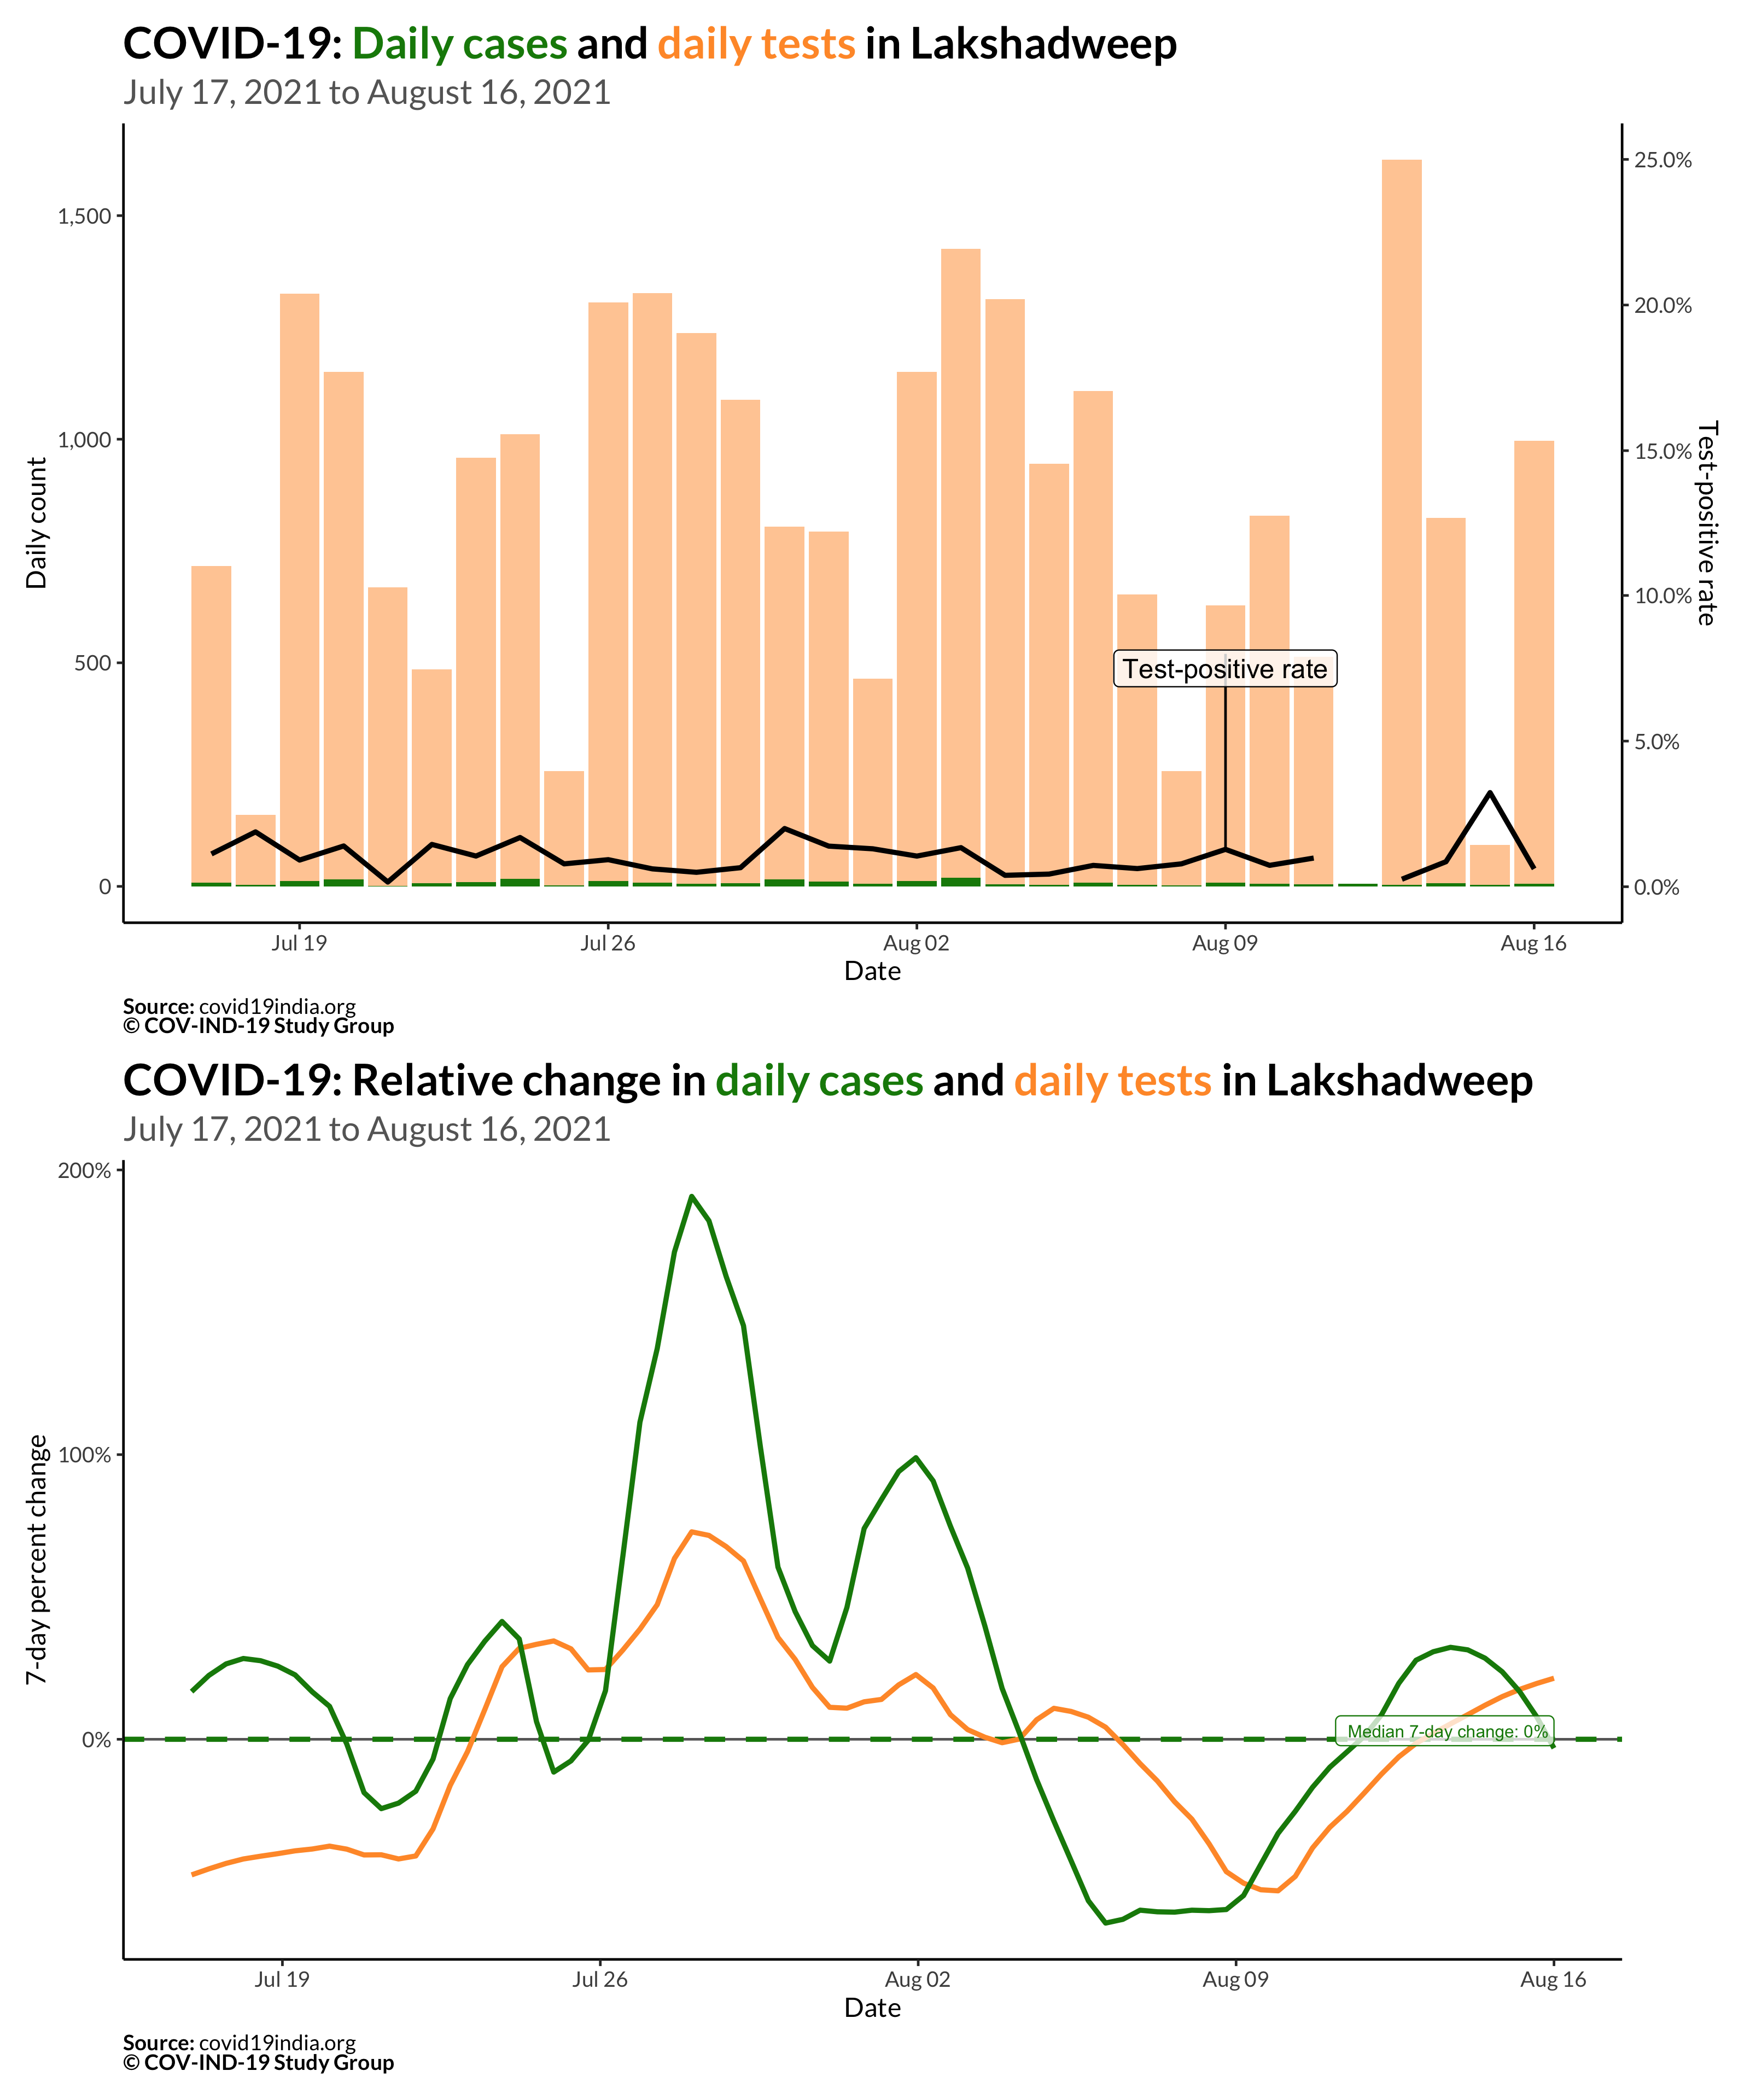 COVID-19: Daily cases and daily tests in Lakshadweep
July 17, 2021 to August 16, 2021
1,500
1,000
500
0
Daily count
25.0%
20.0%
15.0%
10.0%
5.0%
0.0%
Test-positive rate
Test-positive rate
Jul 19
Jul 26
Aug 02
Aug 09
Aug 16
Date
Source: covid19india.org
© COV-IND-19 Study Group
COVID-19: Relative change in daily cases and daily tests in Lakshadweep
July 17, 2021 to August 16, 2021
200%
100%
0%
7-day percent change
Median 7-day change: 0%
Jul 19
Jul 26
Aug 02
Aug 09
Aug 16
Date
Source: covid19india.org
© COV-IND-19 Study Group